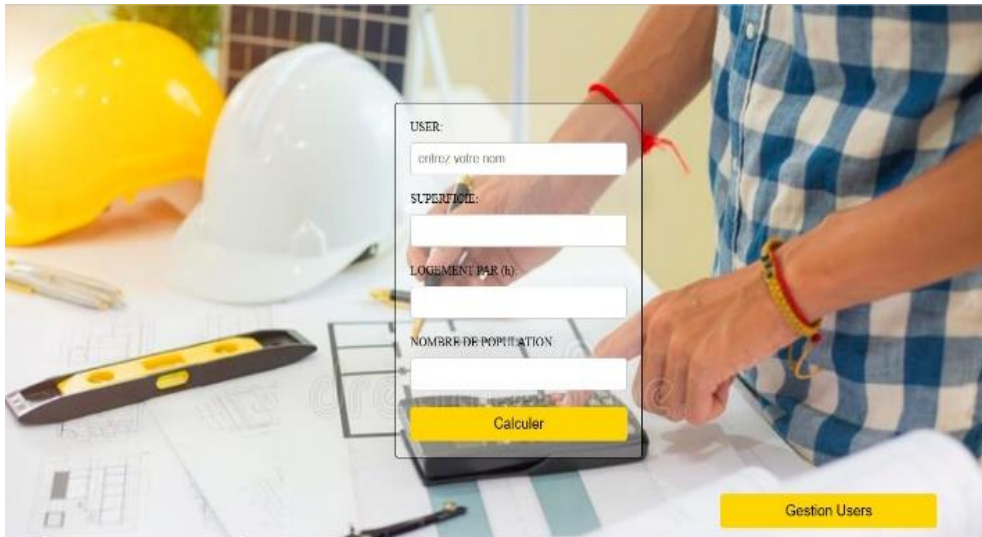 USER:
entrez votre nom
SUPERFICIE:
LOGEMENT PAR (h):
NOMBRE DE POPULATION
Calculer
Gestion Users